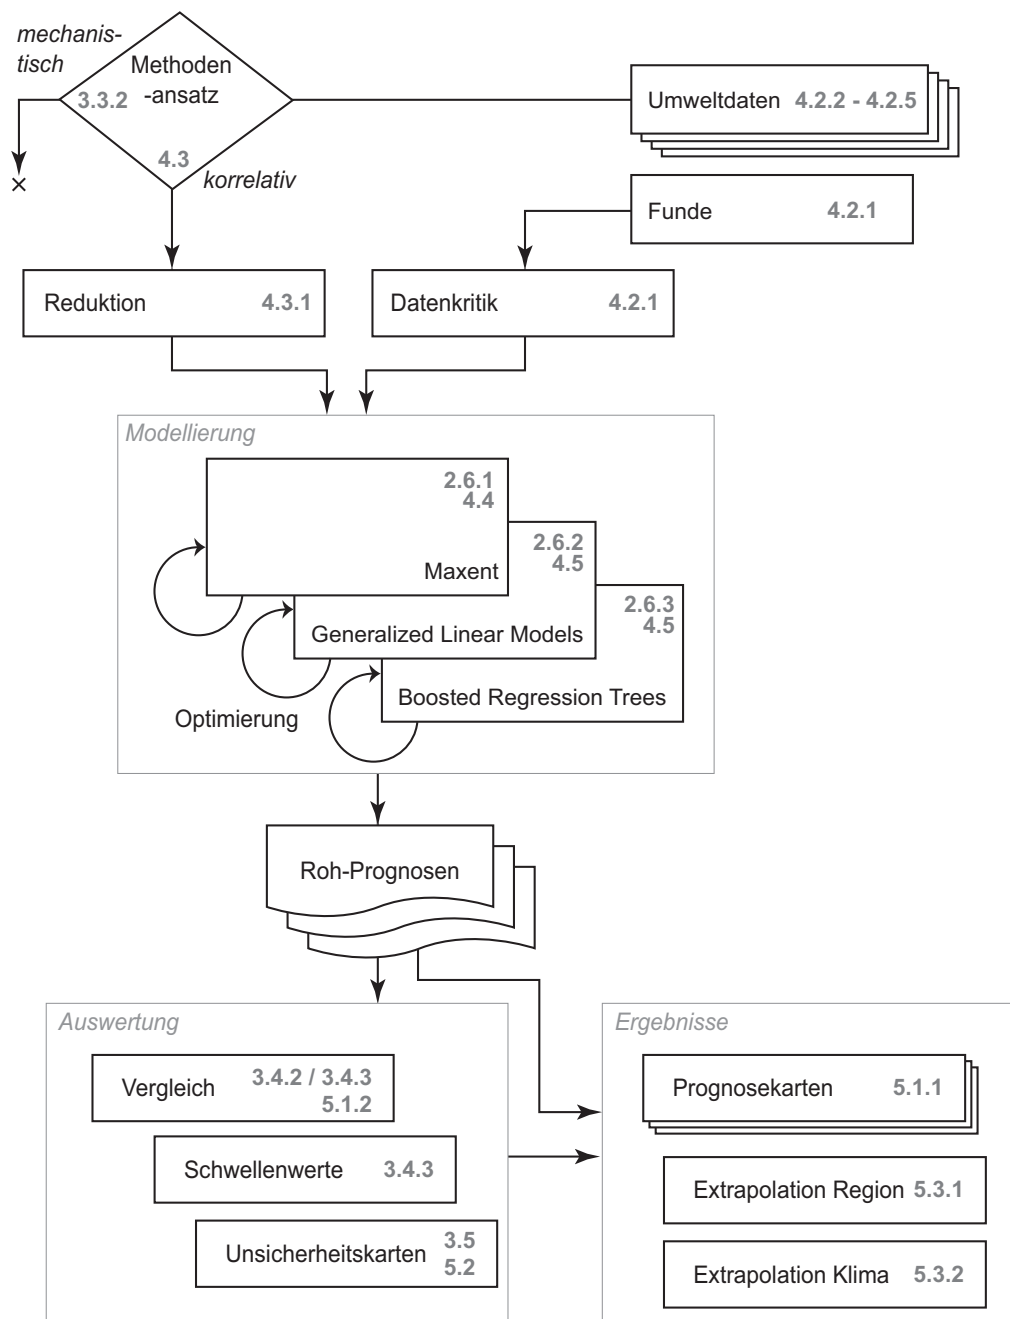 mechanis-
tisch
Methoden
-ansatz
3.3.2
4.3
korrelativ
Umweltdaten 4.2.2 - 4.2.5
Funde 4.2.1
Reduktion 4.3.1
Datenkritik 4.2.1
Modellierung
2.6.1
4.4
Maxent
2.6.2
4.5
Generalized Linear Models
2.6.3
4.5
Boosted Regression Trees
Optimierung
Roh-Prognosen
Auswertung
Vergleich 3.4.2 / 3.4.3
5.1.2
Schwellenwerte 3.4.3
Unsicherheitskarten 3.5
5.2
Ergebnisse
Prognosekarten 5.1.1
Extrapolation Region 5.3.1
Extrapolation Klima 5.3.2